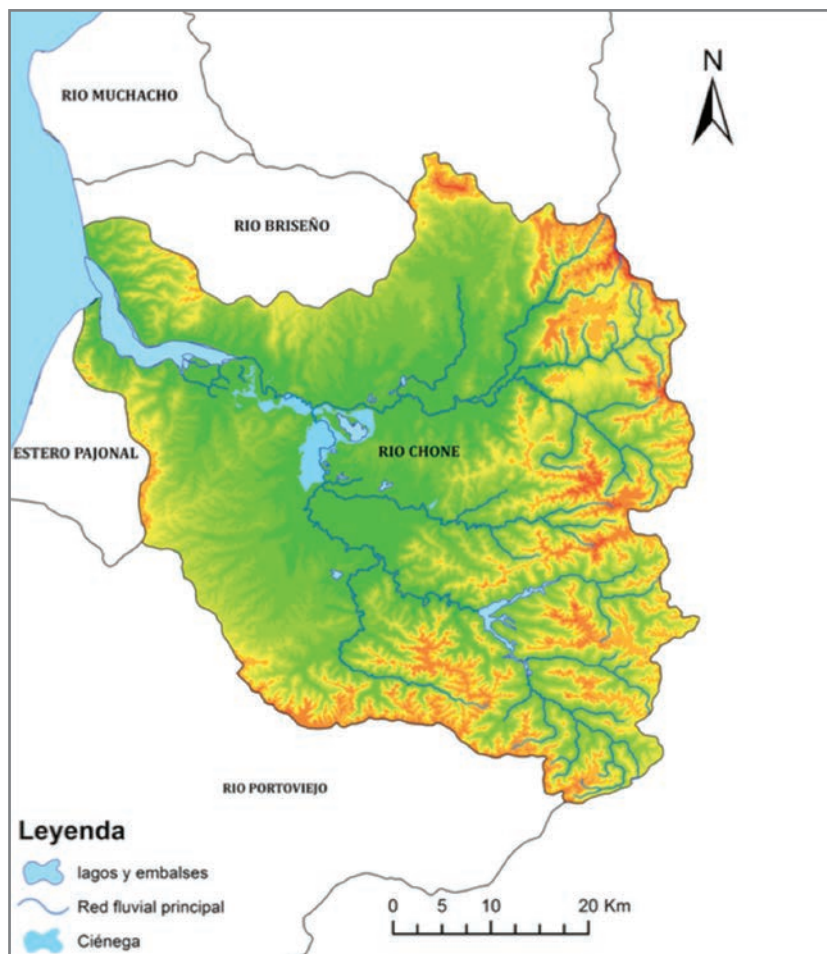 N
RIO MUCHACHO
RIO BRISEÑO
ESTERO PAJONAL
RIO CHONE
RIO PORTOVIEJO
Leyenda
lagos y embalses
Red fluvial principal
Ciénega
0 5 10 20 Km